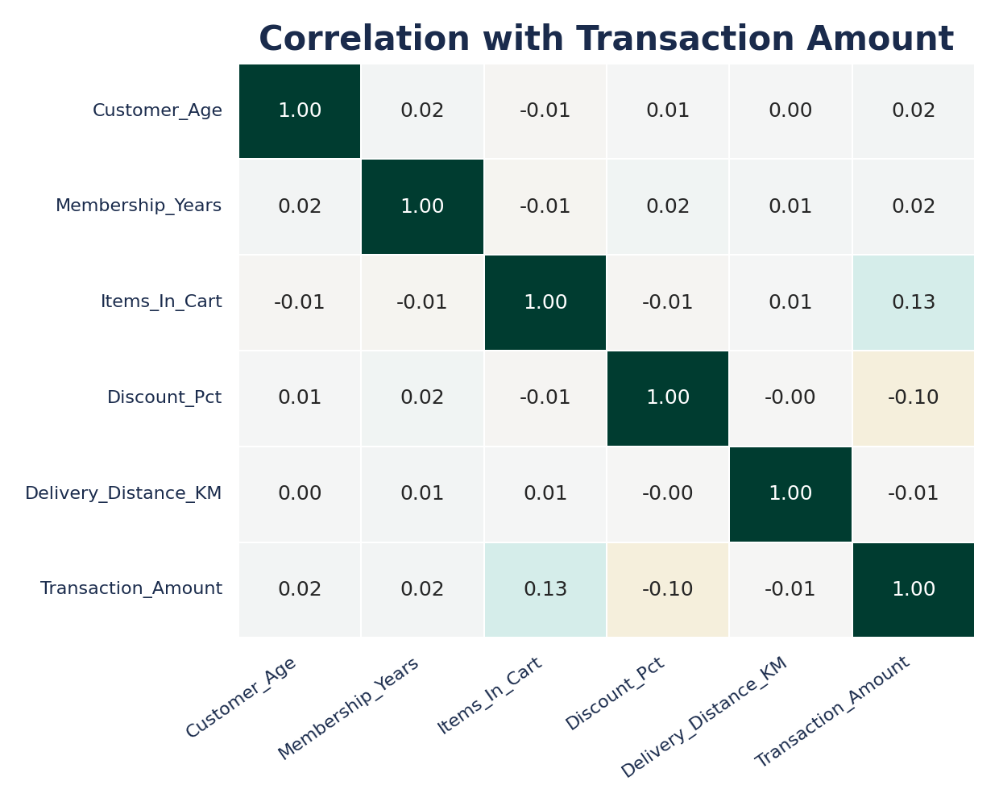 Correlation with Transaction Amount
Customer_Age 1.00 0.02 -0.01 0.01 0.00 0.02
Membership_Years 0.02 1.00 -0.01 0.02 0.01 0.02
Items_In_Cart -0.01 -0.01 1.00 -0.01 0.01 0.13
Discount_Pct 0.01 0.02 -0.01 1.00 -0.00 -0.10
Delivery_Distance_KM 0.00 0.01 0.01 -0.00 1.00 -0.01
Transaction_Amount 0.02 0.02 0.13 -0.10 -0.01 1.00
Customer_Age
Membership_Years
Items_In_Cart
Discount_Pct
Delivery_Distance_KM
Transaction_Amount